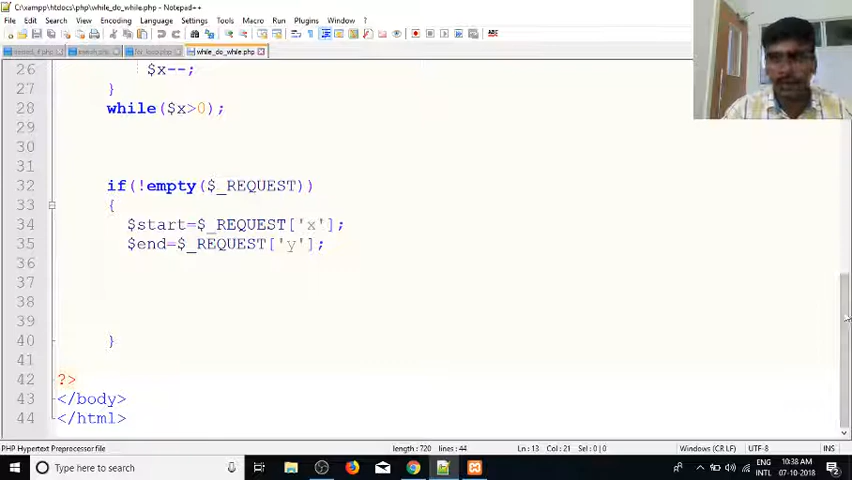 C:\xampp\htdocs\php\while_do_while.php - Notepad++
File Edit Search View Encoding Language Settings Tools Macro Run Plugins Window ?
while_do_while.php
26 $x--;
27 }
28 while($x>0);
29
30
31
32 if(!empty($_REQUEST))
33 {
34 $start=$_REQUEST['x'];
35 $end=$_REQUEST['y'];
36
37
38
39
40 }
41
42 ?>
43 </body>
44 </html>
PHP Hypertext Preprocessor file length : 720 lines : 44 Ln : 13 Col : 21 Sel : 0 | 0 Windows (CR LF) UTF-8 INS
Type here to search
ENG 10:38 AM
INTL 07-10-2018